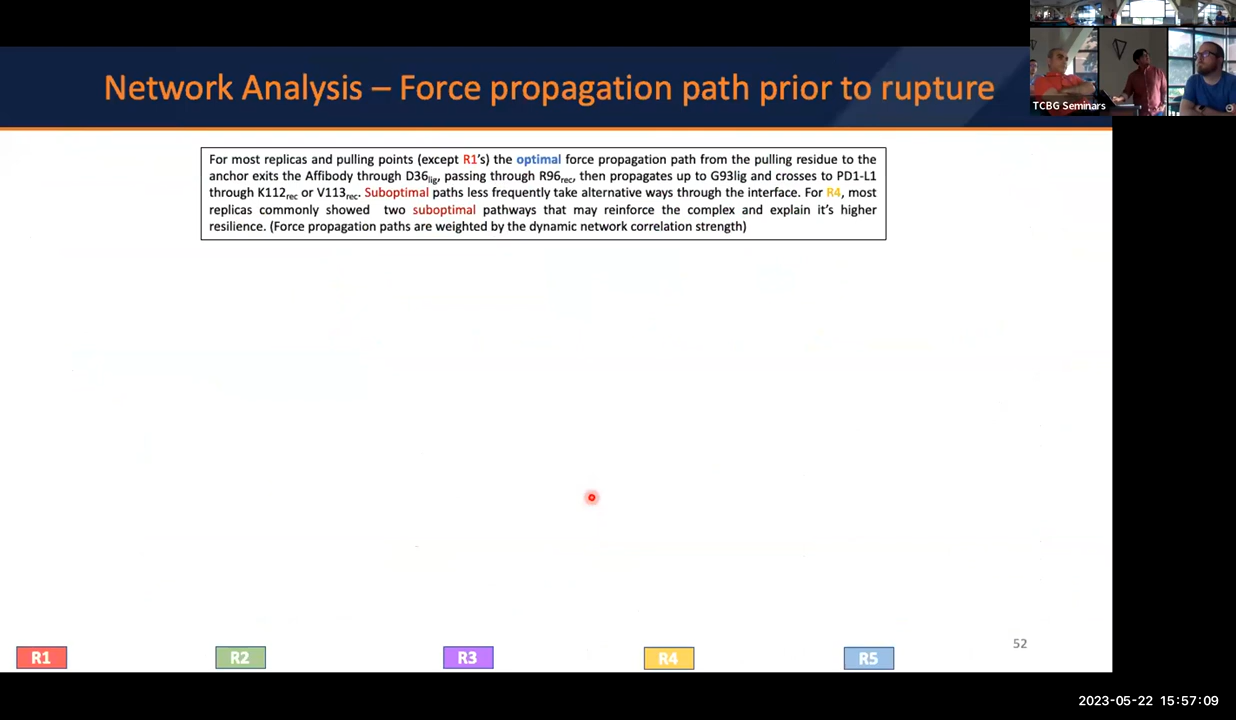 Network Analysis – Force propagation path prior to rupture
TCBG Seminars
For most replicas and pulling points (except R1's) the optimal force propagation path from the pulling residue to the
anchor exits the Affibody through D36lig, passing through R96rec, then propagates up to G93lig and crosses to PD1-L1
through K112rec or V113rec. Suboptimal paths less frequently take alternative ways through the interface. For R4, most
replicas commonly showed two suboptimal pathways that may reinforce the complex and explain it's higher
resilience. (Force propagation paths are weighted by the dynamic network correlation strength)
52
R1 R2 R3 R4 R5
2023-05-22 15:57:09